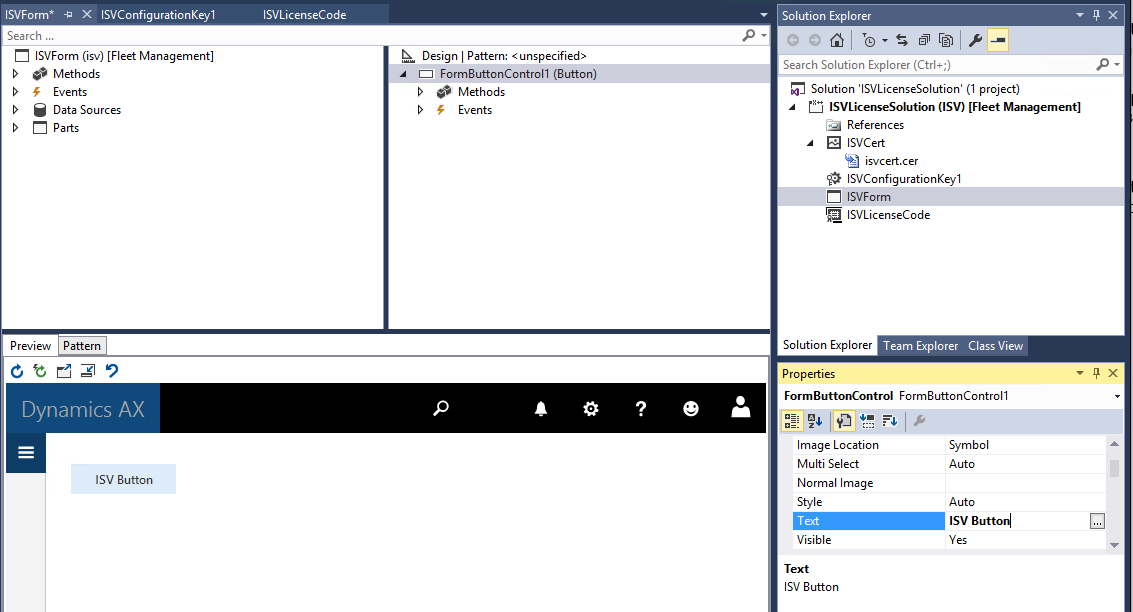 ISVForm* ISVConfigurationKey1 ISVLicenseCode
Search ...
ISVForm (isv) [Fleet Management]
Methods
Events
Data Sources
Parts
Design | Pattern: <unspecified>
FormButtonControl1 (Button)
Methods
Events
Preview Pattern
Dynamics AX
ISV Button
Solution Explorer
Search Solution Explorer (Ctrl+;)
Solution 'ISVLicenseSolution' (1 project)
ISVLicenseSolution (ISV) [Fleet Management]
References
ISVCert
isvcert.cer
ISVConfigurationKey1
ISVForm
ISVLicenseCode
Solution Explorer Team Explorer Class View
Properties
FormButtonControl FormButtonControl1
Image Location Symbol
Multi Select Auto
Normal Image
Style Auto
Text ISV Button ...
Visible Yes
Text
ISV Button